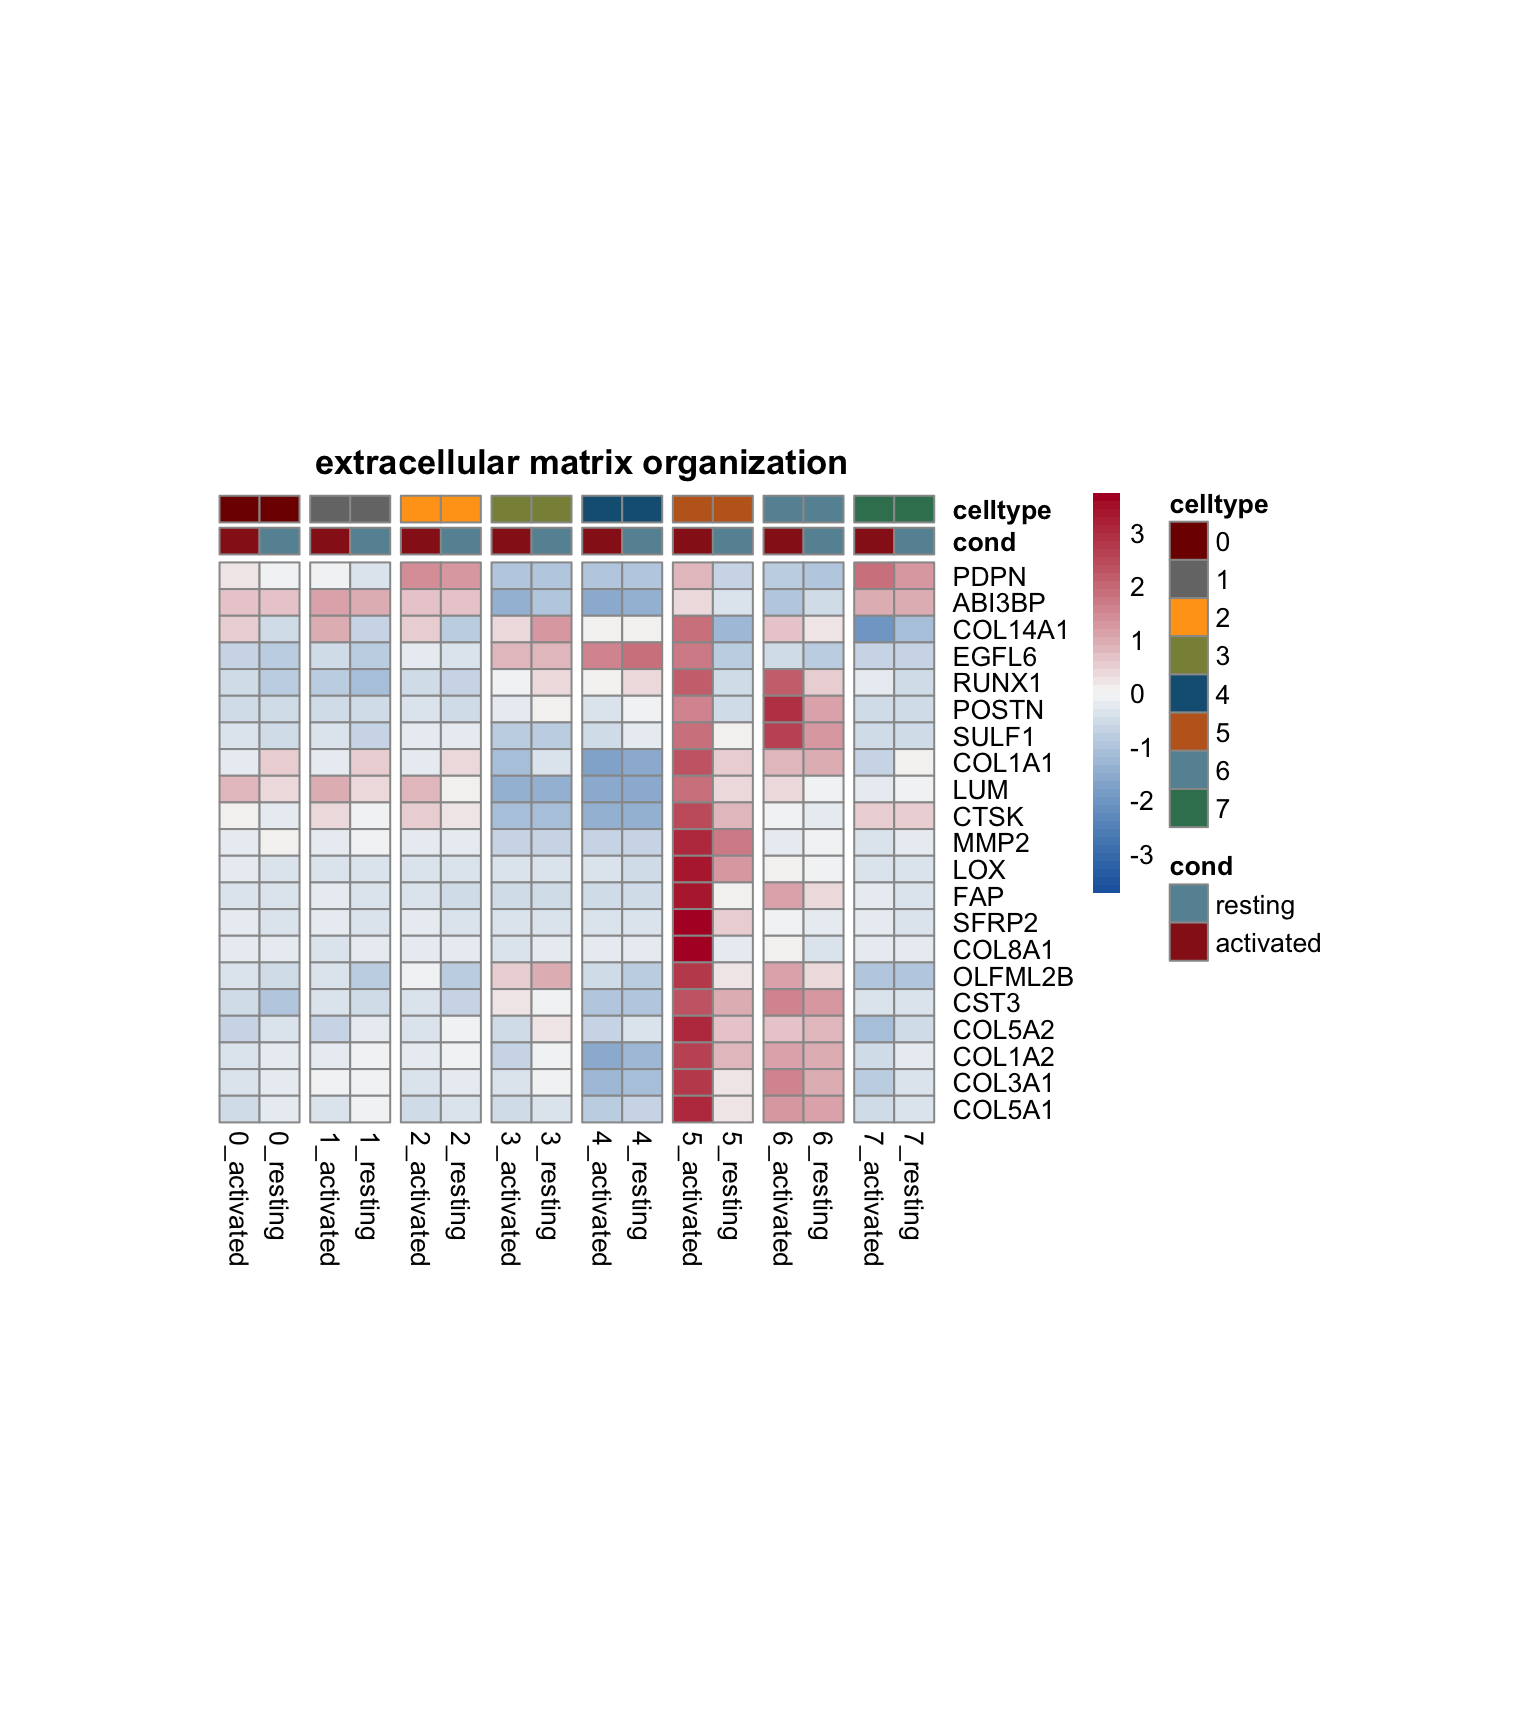 extracellular matrix organization
celltype
cond
PDPN
ABI3BP
COL14A1
EGFL6
RUNX1
POSTN
SULF1
COL1A1
LUM
CTSK
MMP2
LOX
FAP
SFRP2
COL8A1
OLFML2B
CST3
COL5A2
COL1A2
COL3A1
COL5A1
0_activated
0_resting
1_activated
1_resting
2_activated
2_resting
3_activated
3_resting
4_activated
4_resting
5_activated
5_resting
6_activated
6_resting
7_activated
7_resting
3
2
1
0
-1
-2
-3
celltype
0
1
2
3
4
5
6
7
cond
resting
activated